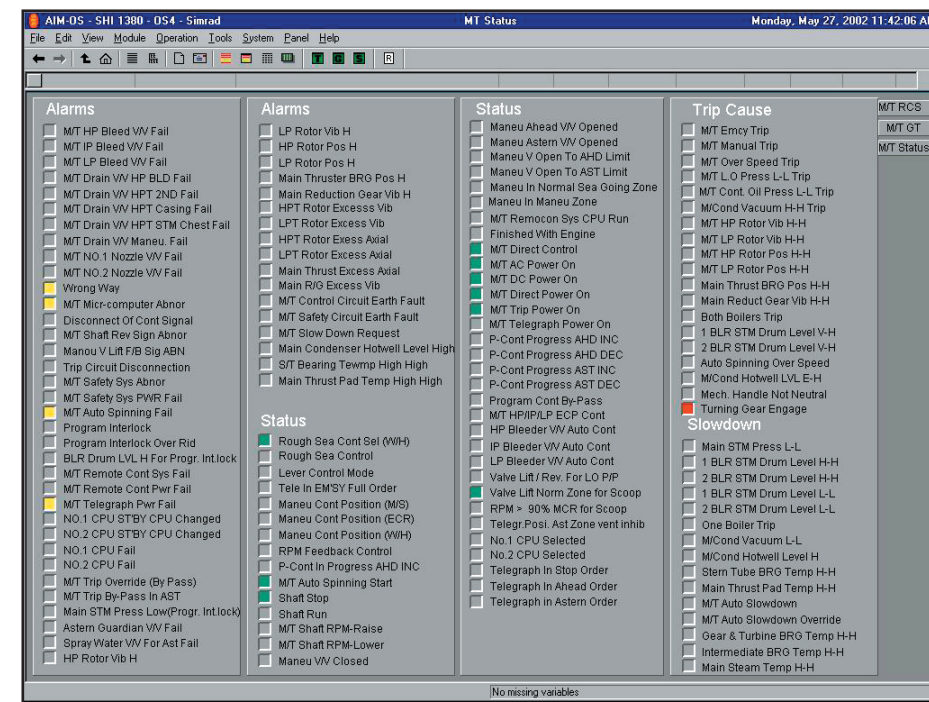 AIM-OS - SHI 1380 - OS4 - Simrad
MT Status
Monday, May 27, 2002 11:42:06 AM
File Edit View Module Operation Tools System Panel Help
T G S R
Alarms
M/T HP Bleed V/V Fail
M/T IP Bleed V/V Fail
M/T LP Bleed V/V Fail
M/T Drain V/V HP BLD Fail
M/T Drain V/V HPT 2ND Fail
M/T Drain V/V HPT Casing Fail
M/T Drain V/V HPT STM Chest Fail
M/T Drain V/V Maneu. Fail
M/T NO.1 Nozzle V/V Fail
M/T NO.2 Nozzle V/V Fail
Wrong Way
M/T Micr-computer Abnor
Disconnect Of Cont Signal
M/T Shaft Rev Sign Abnor
Manou V Lift F/B Sig ABN
Trip Circuit Disconnection
M/T Safety Sys Abnor
M/T Safety Sys PWR Fail
M/T Auto Spinning Fail
Program Interlock
Program Interlock Over Rid
BLR Drum LVL H For Progr. Int.lock
M/T Remote Cont Sys Fail
M/T Remote Cont Pwr Fail
M/T Telegraph Pwr Fail
NO.1 CPU ST'BY CPU Changed
NO.2 CPU ST'BY CPU Changed
NO.1 CPU Fail
NO.2 CPU Fail
M/T Trip Override (By Pass)
M/T Trip By-Pass In AST
Main STM Press Low(Progr. Int.lock)
Astern Guardian V/V Fail
Spray Water V/V For Ast Fail
HP Rotor Vib H
Alarms
LP Rotor Vib H
HP Rotor Pos H
LP Rotor Pos H
Main Thruster BRG Pos H
Main Reduction Gear Vib H
HPT Rotor Excesss Vib
LPT Rotor Excess Vib
HPT Rotor Exess Axial
LPT Rotor Excess Axial
Main Thrust Excess Axial
Main R/G Excess Vib
M/T Control Circuit Earth Fault
M/T Safety Circuit Earth Fault
M/T Slow Down Request
Main Condenser Hotwell Level High
S/T Bearing Tewmp High High
Main Thrust Pad Temp High High
Status
Rough Sea Cont Sel (W/H)
Rough Sea Control
Lever Control Mode
Tele In EM'SY Full Order
Maneu Cont Position (M/S)
Maneu Cont Position (ECR)
Maneu Cont Position (W/H)
RPM Feedback Control
P-Cont In Progress AHD INC
M/T Auto Spinning Start
Shaft Stop
Shaft Run
M/T Shaft RPM-Raise
M/T Shaft RPM-Lower
Maneu V/V Closed
Status
Maneu Ahead V/V Opened
Maneu Astern V/V Opened
Maneu V Open To AHD Limit
Maneu V Open To AST Limit
Maneu In Normal Sea Going Zone
Maneu In Maneu Zone
M/T Remocon Sys CPU Run
Finished With Engine
M/T Direct Control
M/T AC Power On
M/T DC Power On
M/T Direct Power On
M/T Trip Power On
M/T Telegraph Power On
P-Cont Progress AHD INC
P-Cont Progress AHD DEC
P-Cont Progress AST INC
P-Cont Progress AST DEC
Program Cont By-Pass
M/T HP/IP/LP ECP Cont
HP Bleeder V/V Auto Cont
IP Bleeder V/V Auto Cont
LP Bleeder V/V Auto Cont
Valve Lift / Rev. For LO P/P
Valve Lift Norm Zone for Scoop
RPM > 90% MCR for Scoop
Telegr.Posi. Ast Zone vent inhib
No.1 CPU Selected
No.2 CPU Selected
Telegraph In Stop Order
Telegraph In Ahead Order
Telegraph in Astern Order
Trip Cause
M/T Emcy Trip
M/T Manual Trip
M/T Over Speed Trip
M/T L.O Press L-L Trip
M/T Cont. Oil Press L-L Trip
M/Cond Vacuum H-H Trip
M/T HP Rotor Vib H-H
M/T LP Rotor Vib H-H
M/T HP Rotor Pos H-H
M/T LP Rotor Pos H-H
Main Thrust BRG Pos H-H
Main Reduct Gear Vib H-H
Both Boilers Trip
1 BLR STM Drum Level V-H
2 BLR STM Drum Level V-H
Auto Spinning Over Speed
M/Cond Hotwell LVL E-H
Mech. Handle Not Neutral
Turning Gear Engage
Slowdown
Main STM Press L-L
1 BLR STM Drum Level H-H
2 BLR STM Drum Level H-H
1 BLR STM Drum Level L-L
2 BLR STM Drum Level L-L
One Boiler Trip
M/Cond Vacuum L-L
M/Cond Hotwell Level H
Stern Tube BRG Temp H-H
Main Thrust Pad Temp H-H
M/T Auto Slowdown
M/T Auto Slowdown Override
Gear & Turbine BRG Temp H-H
Intermediate BRG Temp H-H
Main Steam Temp H-H
M/T RCS
M/T GT
M/T Status
No missing variables